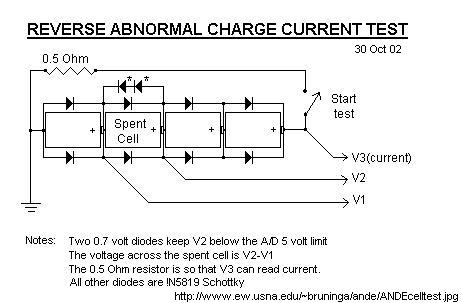 REVERSE ABNORMAL CHARGE CURRENT TEST
30 Oct 02
0.5 Ohm
* *
Start
test
Spent
Cell
+ + + +
V3(current)
V2
V1
Notes: Two 0.7 volt diodes keep V2 below the A/D 5 volt limit
The voltage across the spent cell is V2-V1
The 0.5 Ohm resistor is so that V3 can read current.
All other diodes are !N5819 Schottky
http://www.ew.usna.edu/~bruninga/ande/ANDEcelltest.jpg